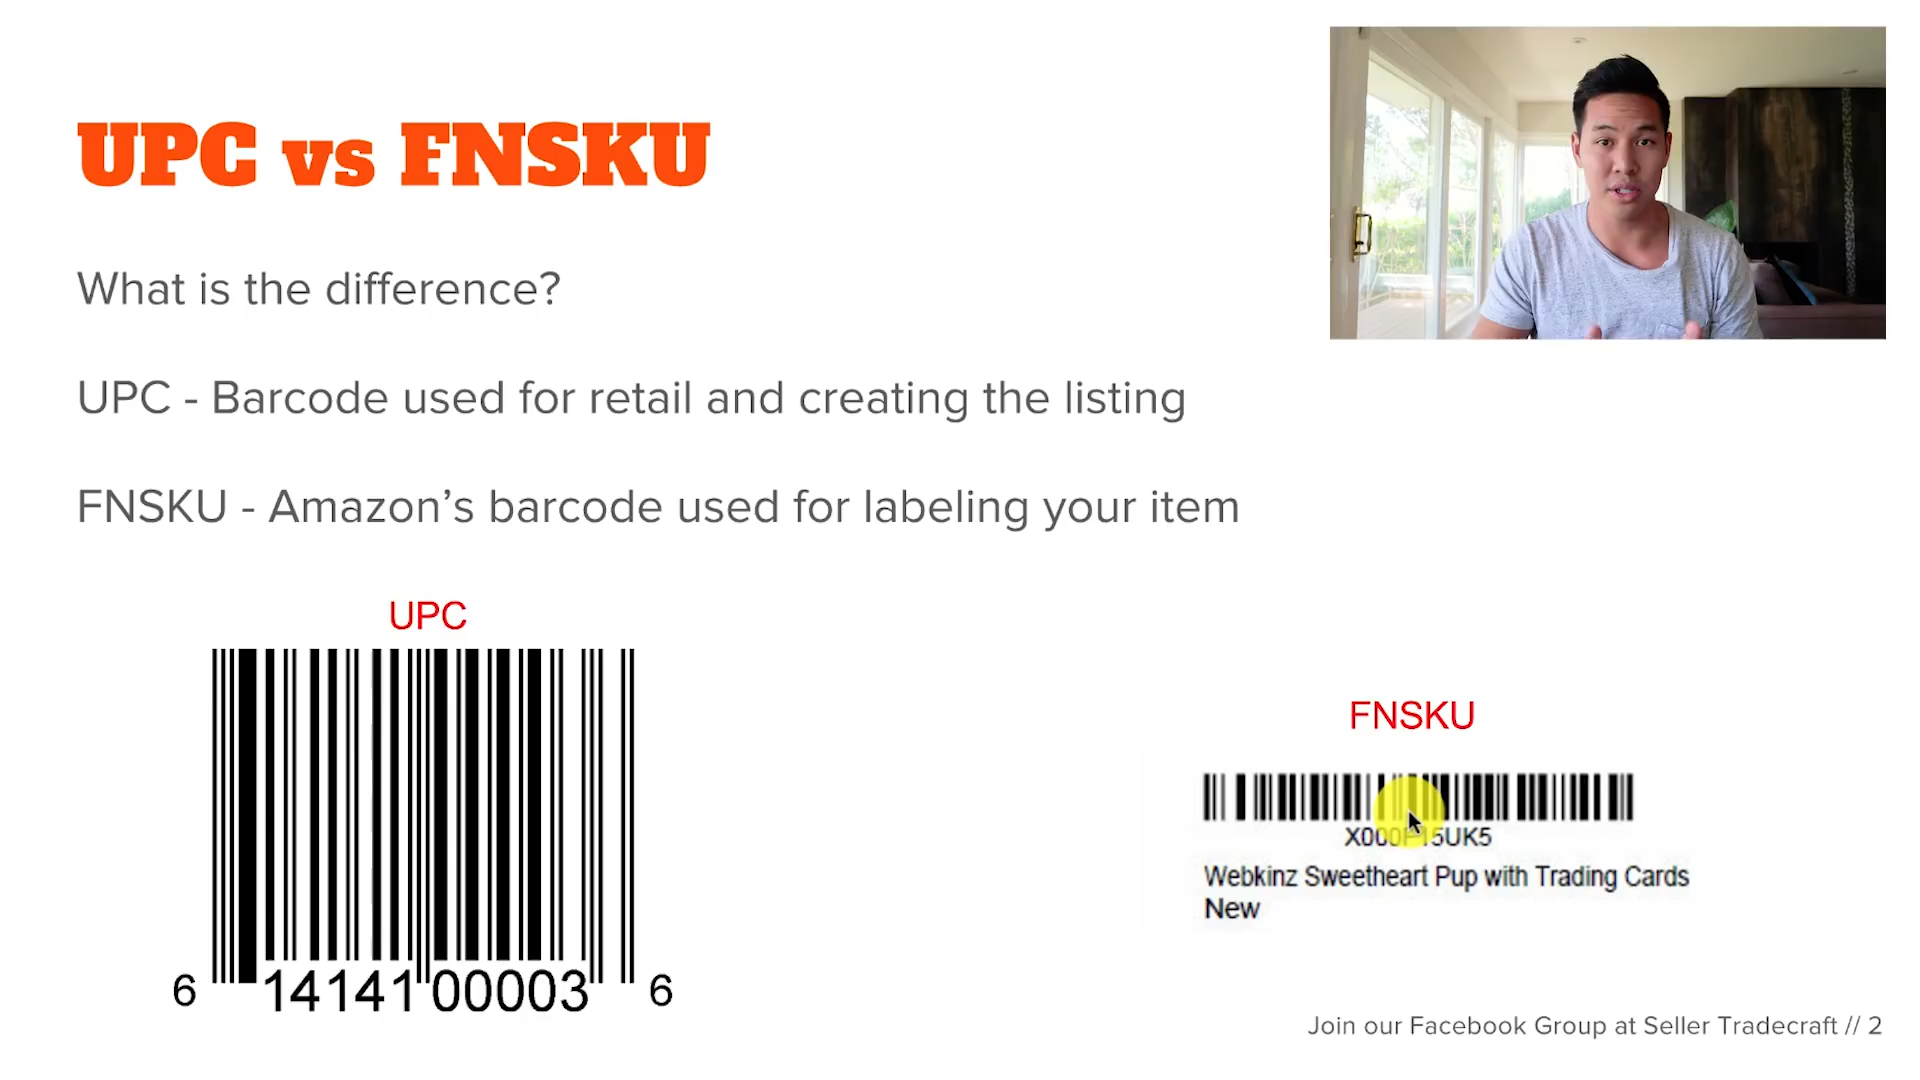 UPC vs FNSKU
What is the difference?
UPC - Barcode used for retail and creating the listing
FNSKU - Amazon’s barcode used for labeling your item
UPC
6 14141 00003 6
FNSKU
Webkinz Sweetheart Pup with Trading Cards
New
Join our Facebook Group at Seller Tradecraft // 2